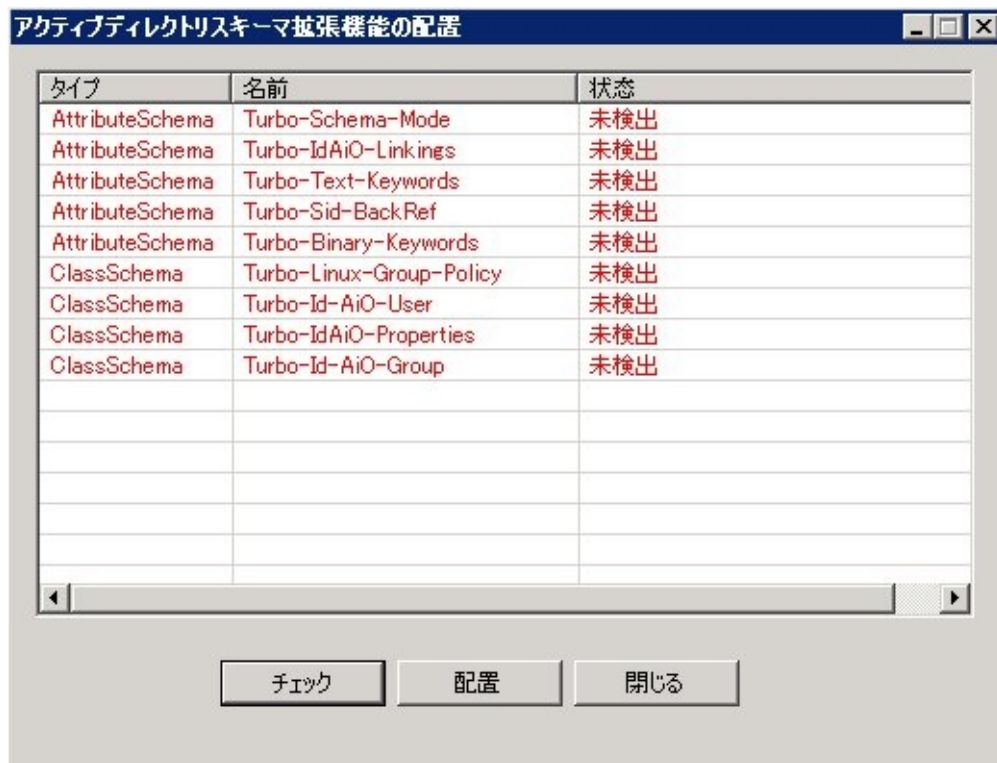 アクティブディレクトリスキーマ拡張機能の配置
タイプ 名前 状态
AttributeSchema Turbo-Schema-Mode 未検出
AttributeSchema Turbo-IdAiO-Linkings 未検出
AttributeSchema Turbo-Text-Keywords 未検出
AttributeSchema Turbo-Sid-BackRef 未検出
AttributeSchema Turbo-Binary-Keywords 未検出
ClassSchema Turbo-Linux-Group-Policy 未検出
ClassSchema Turbo-Id-AiO-User 未検出
ClassSchema Turbo-IdAiO-Properties 未検出
ClassSchema Turbo-Id-AiO-Group 未検出
チェック 配置 閉じる